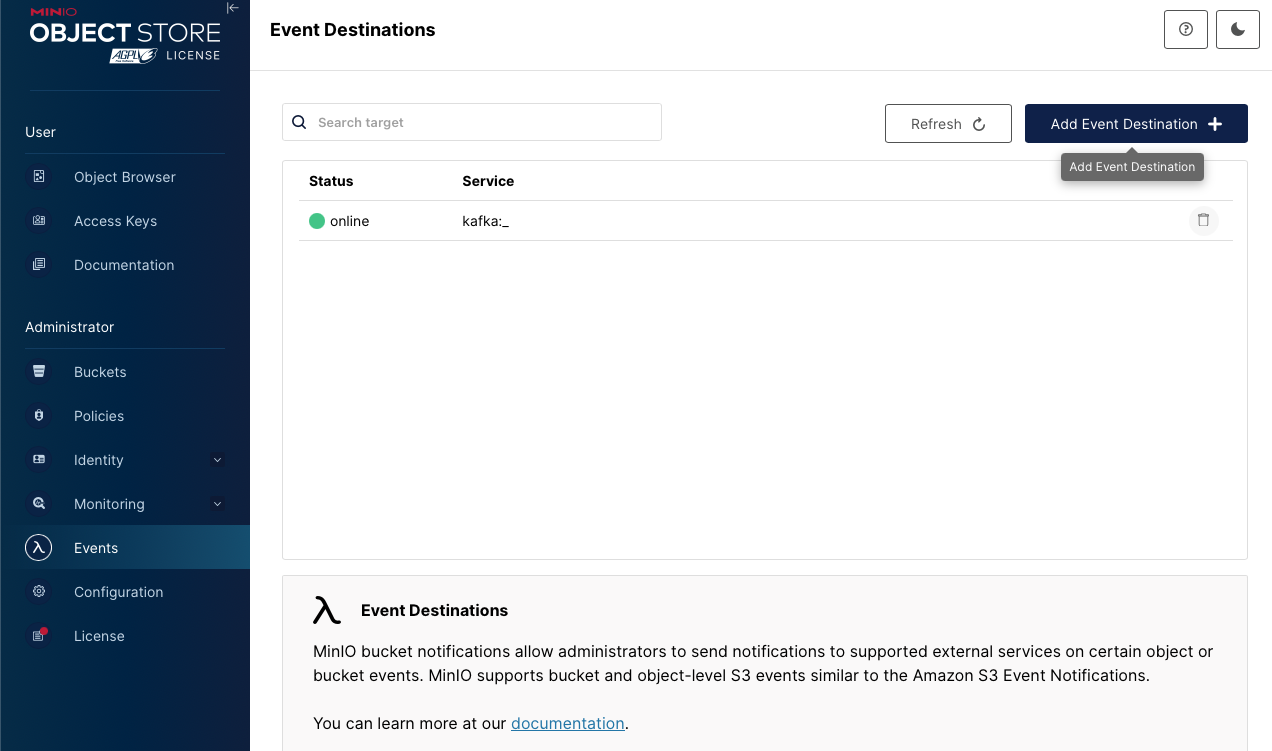 MINIO
OBJECT STORE
AGPLv3 LICENSE
User
Object Browser
Access Keys
Documentation
Administrator
Buckets
Policies
Identity
Monitoring
Events
Configuration
License
Event Destinations
Search target
Refresh
Add Event Destination
Add Event Destination
Status Service
online kafka:_
Event Destinations
MinIO bucket notifications allow administrators to send notifications to supported external services on certain object or
bucket events. MinIO supports bucket and object-level S3 events similar to the Amazon S3 Event Notifications.
You can learn more at our documentation.